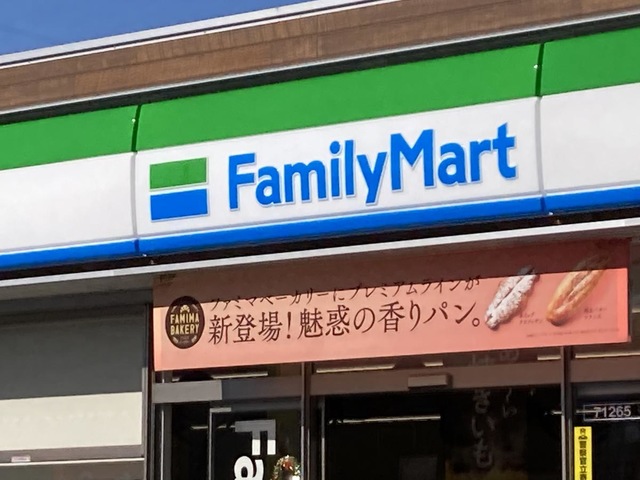 FamilyMart
FAMIMA
BAKERY
ファミマベーカリーにプレミアムラインが
新登場!魅惑の香りパン。
71265
Fa